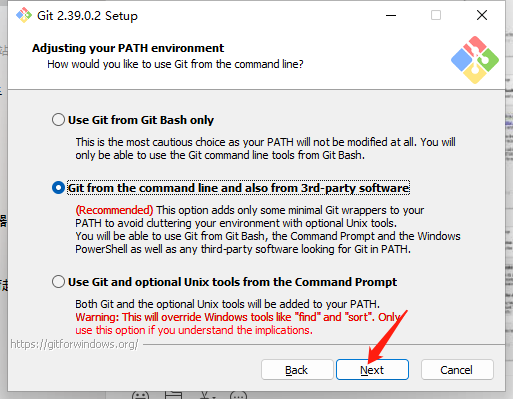 Git 2.39.0.2 Setup
Adjusting your PATH environment
How would you like to use Git from the command line?
Use Git from Git Bash only
This is the most cautious choice as your PATH will not be modified at all. You will
only be able to use the Git command line tools from Git Bash.
Git from the command line and also from 3rd-party software
(Recommended) This option adds only some minimal Git wrappers to your
PATH to avoid cluttering your environment with optional Unix tools.
You will be able to use Git from Git Bash, the Command Prompt and the Windows
PowerShell as well as any third-party software looking for Git in PATH.
Use Git and optional Unix tools from the Command Prompt
Both Git and the optional Unix tools will be added to your PATH.
Warning: This will override Windows tools like "find" and "sort". Only
use this option if you understand the implications.
https://gitforwindows.org/
Back Next Cancel